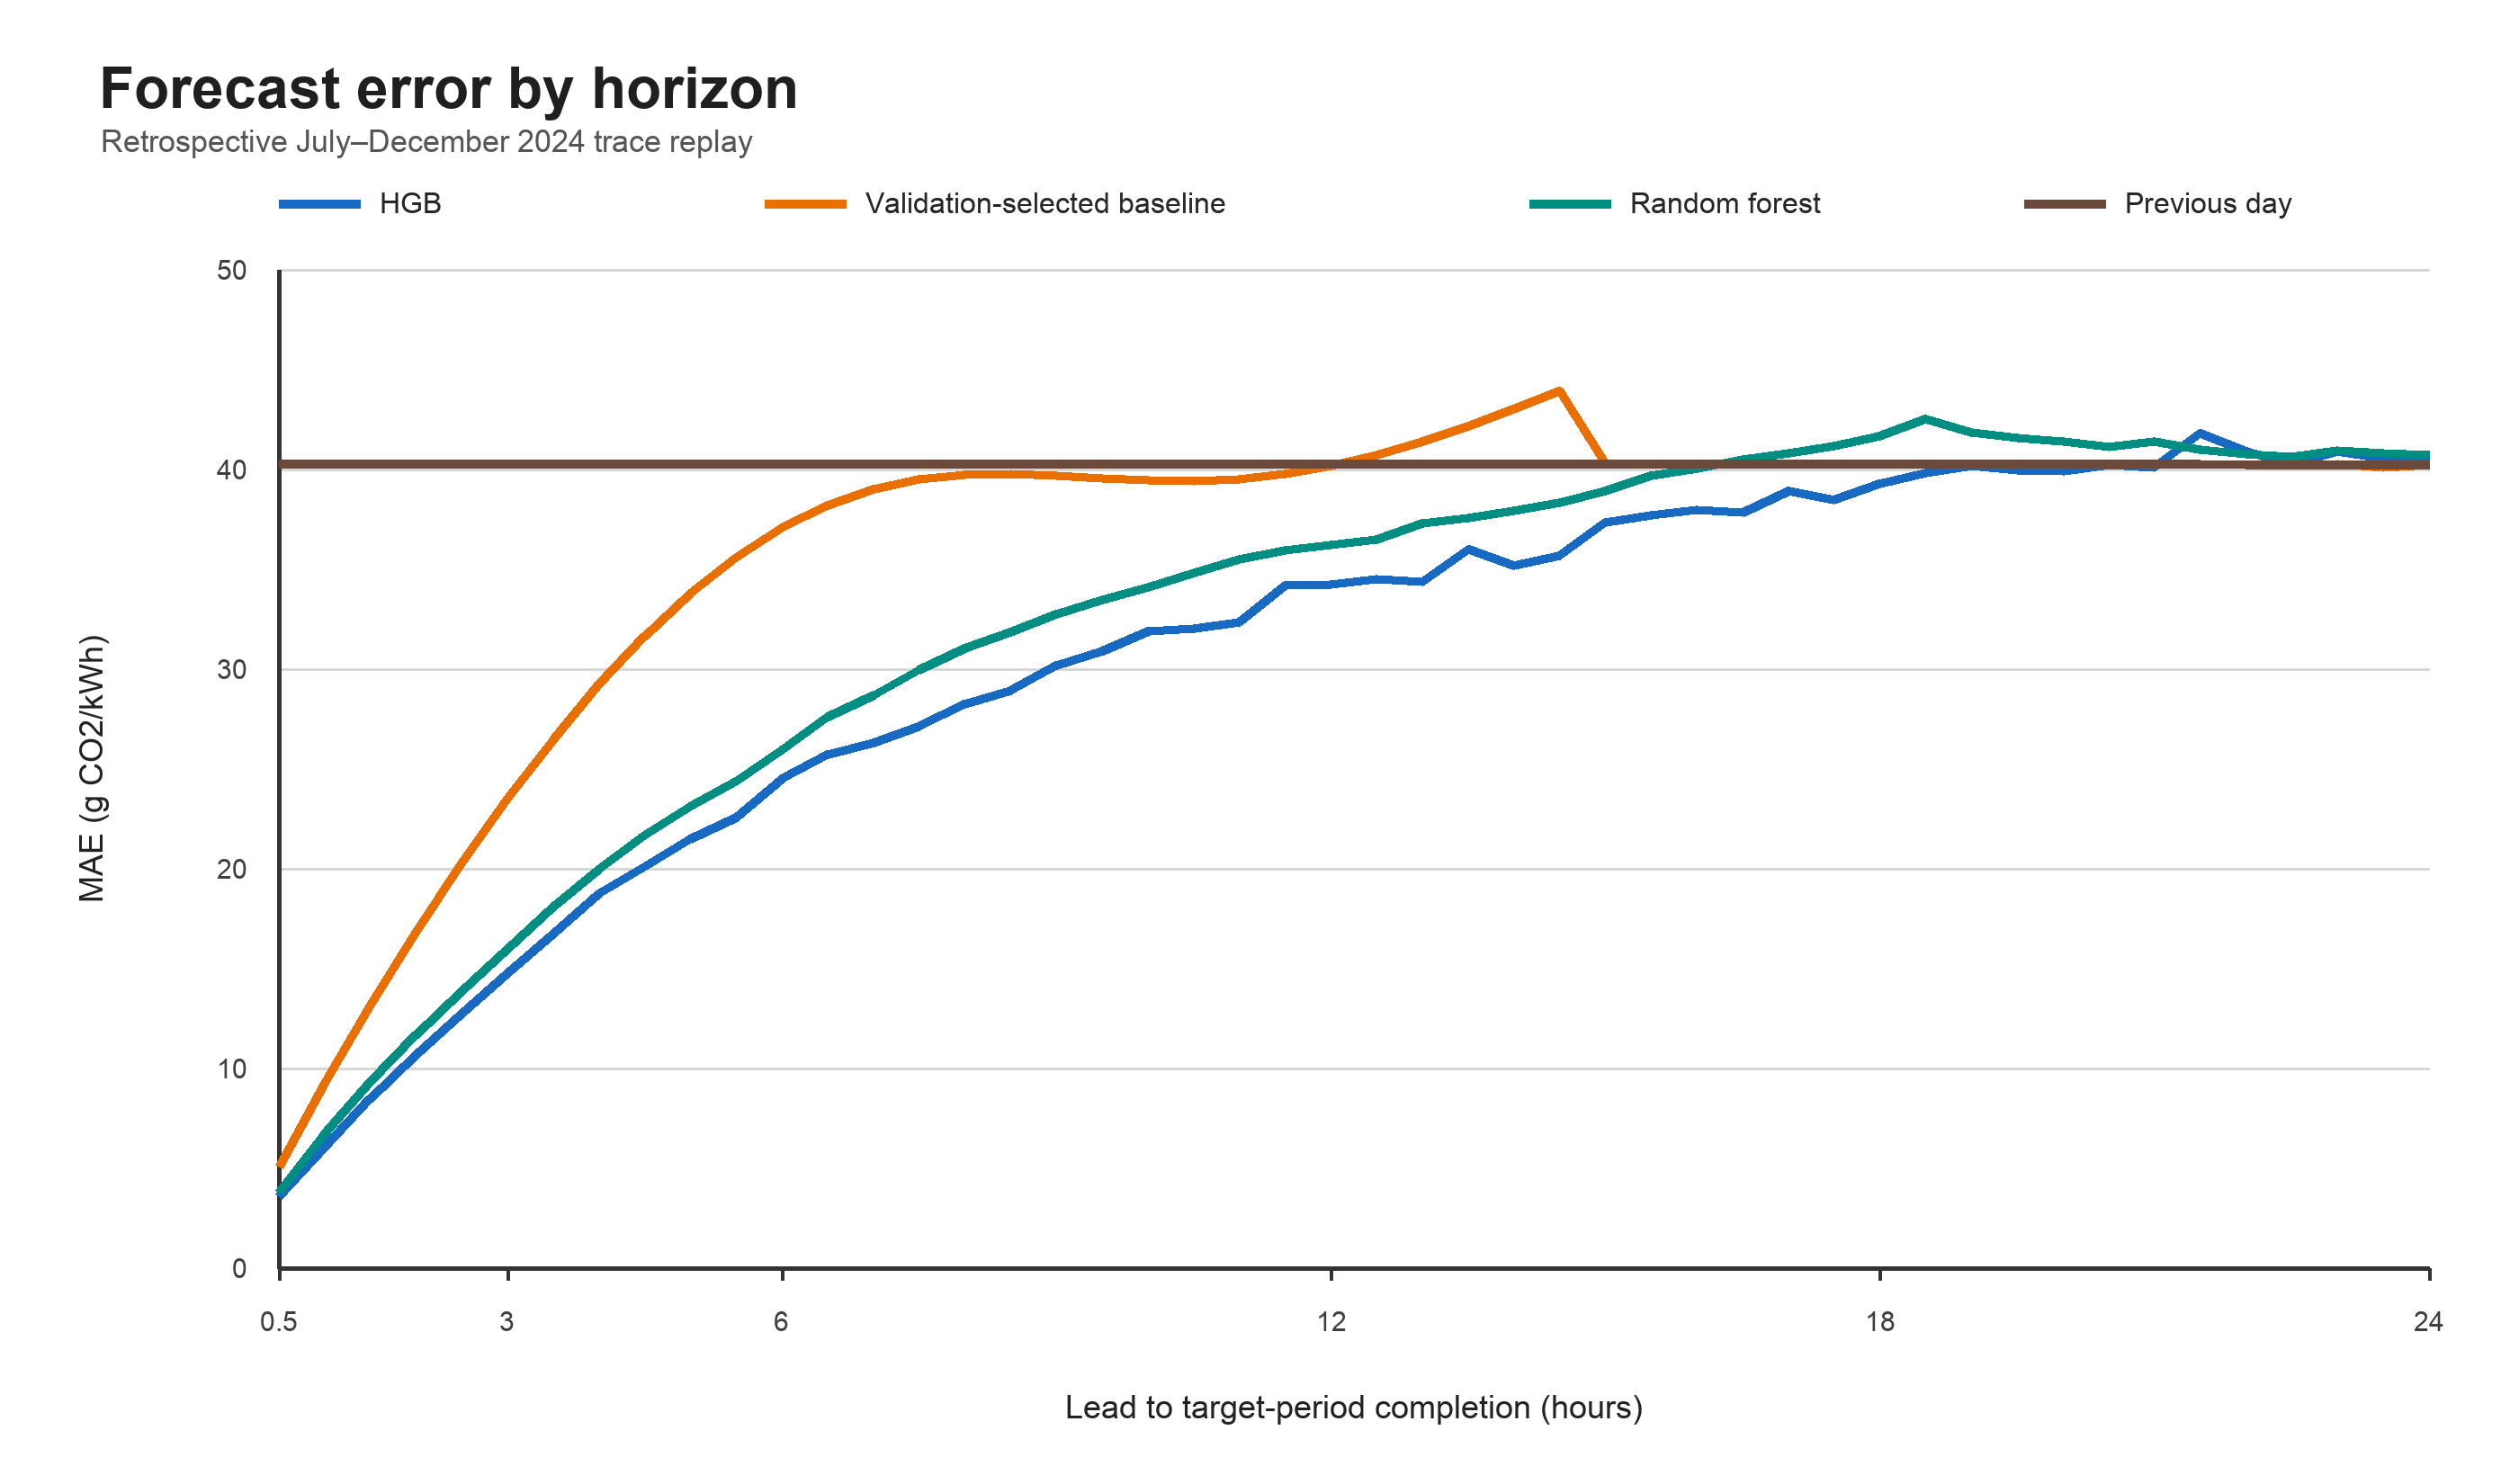 Forecast error by horizon
Retrospective July–December 2024 trace replay
HGB
Validation-selected baseline
Random forest
Previous day
50
40
30
20
10
0
MAE (g CO2/kWh)
0.5
3
6
12
18
24
Lead to target-period completion (hours)